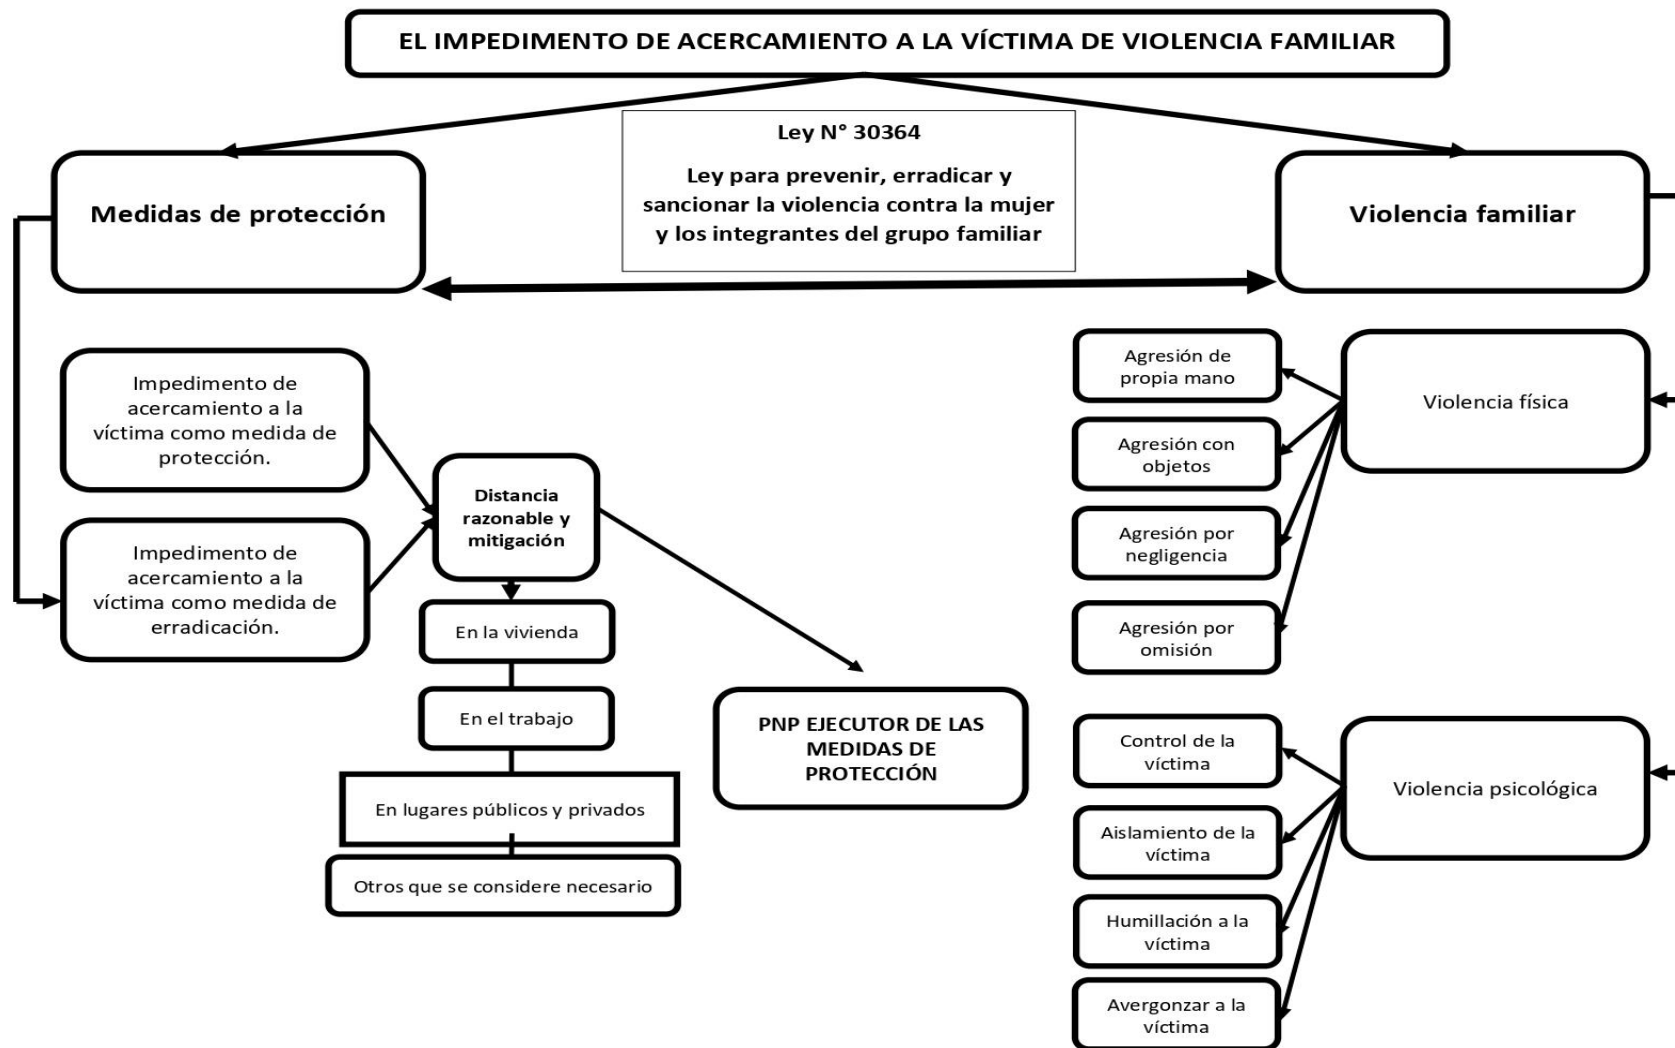 EL IMPEDIMENTO DE ACERCAMIENTO A LA VÍCTIMA DE VIOLENCIA FAMILIAR
Ley N° 30364
Ley para prevenir, erradicar y
sancionar la violencia contra la mujer
y los integrantes del grupo familiar
Medidas de protección
Violencia familiar
Impedimento de
acercamiento a la
víctima como medida de
protección.
Impedimento de
acercamiento a la
víctima como medida de
erradicación.
Distancia
razonable y
mitigación
En la vivienda
En el trabajo
En lugares públicos y privados
Otros que se considere necesario
PNP EJECUTOR DE LAS
MEDIDAS DE
PROTECCIÓN
Violencia física
Agresión de
propia mano
Agresión con
objetos
Agresión por
negligencia
Agresión por
omisión
Violencia psicológica
Control de la
víctima
Aislamiento de la
víctima
Humillación a la
víctima
Avergonzar a la
víctima